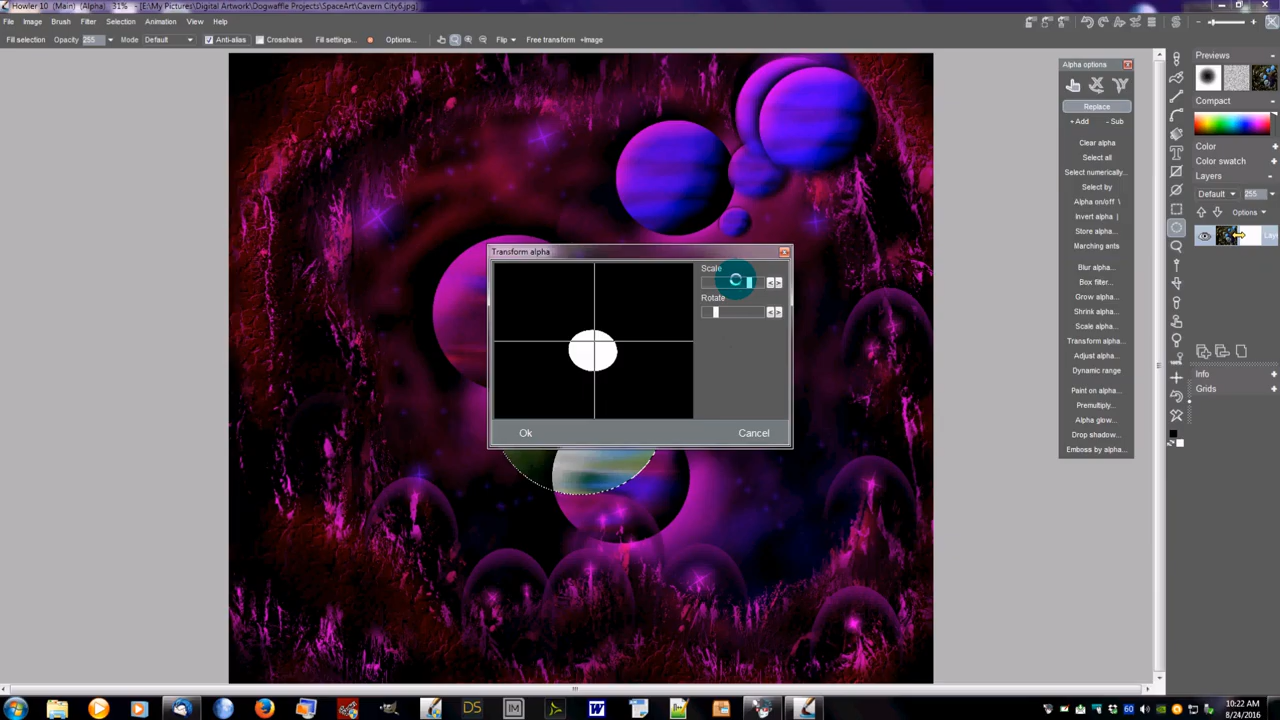 Howler 10 (Main) (Alpha) 31% - [E:\My Pictures\Digital Artwork\Dogwaffle Projects\SpaceArt\Cavern City6.jpg]
File Image Brush Filter Selection Animation View Help
Fill selection Opacity 255 Mode Default Anti-alias Crosshairs Fill settings... Options... Flip Free transform +Image
Alpha options
Replace
+Add - Sub
Clear alpha
Select all
Select numerically...
Select by
Alpha on/off \
Invert alpha |
Store alpha...
Marching ants
Blur alpha...
Box filter...
Grow alpha...
Shrink alpha...
Scale alpha...
Transform alpha...
Adjust alpha...
Dynamic range
Paint on alpha...
Premultiply...
Alpha glow...
Drop shadow...
Emboss by alpha...
Previews
Compact
Color
Color swatch
Layers
Default 255
Options
Info
Grids
Transform alpha
Scale
Rotate
Ok Cancel
DS IM W 60
10:22 AM
8/24/2016